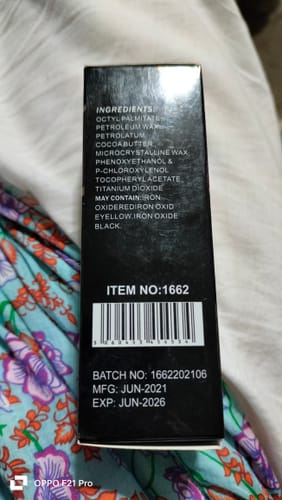 INGREDIENTS:
OCTYL PALMITATE
PETROLEUM WAX
PETROLATUM
COCOA BUTTER
MICROCRYSTALLINE WAX,
PHENOXYETHANOL &
P-CHLOROXYLENOL
TOCOPHERYL ACETATE,
TITANIUM DIOXIDE
MAY CONTAIN: IRON
OXIDERED IRON OXID
EYELLOW, IRON OXIDE
BLACK.
ITEM NO:1662
BATCH NO: 1662202106
MFG: JUN-2021
EXP: JUN-2026
OPPO F21 Pro